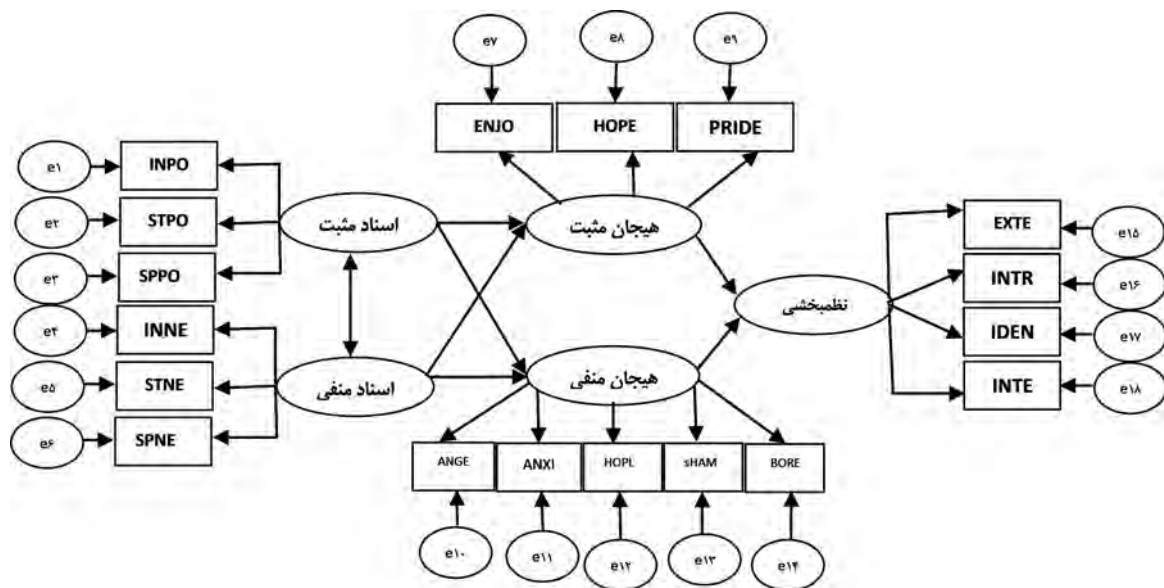 e۷
e۸
e۹
ENJO
HOPE
PRIDE
e۱
INPO
e۲
STPO
e۳
SPPO
e۴
INNE
e۵
STNE
e۶
SPNE
اسناد مثبت
اسناد منفی
هیجان مثبت
هیجان منفی
نظمبخشی
EXTE
e۱۵
INTR
e۱۶
IDEN
e۱۷
INTE
e۱۸
ANGE
ANXI
HOPL
sHAM
BORE
e۱۰
e۱۱
e۱۲
e۱۳
e۱۴